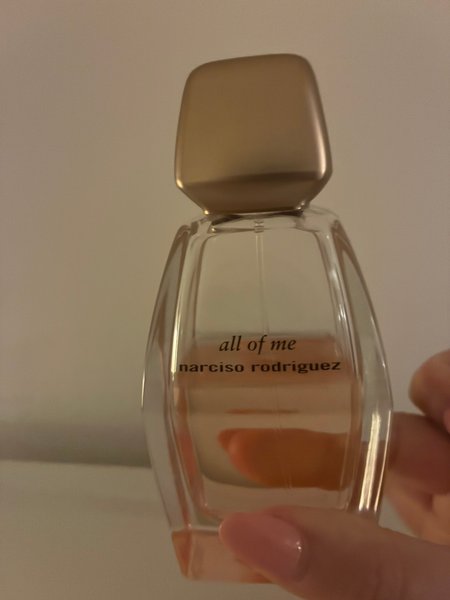 all of me
narciso rodriguez